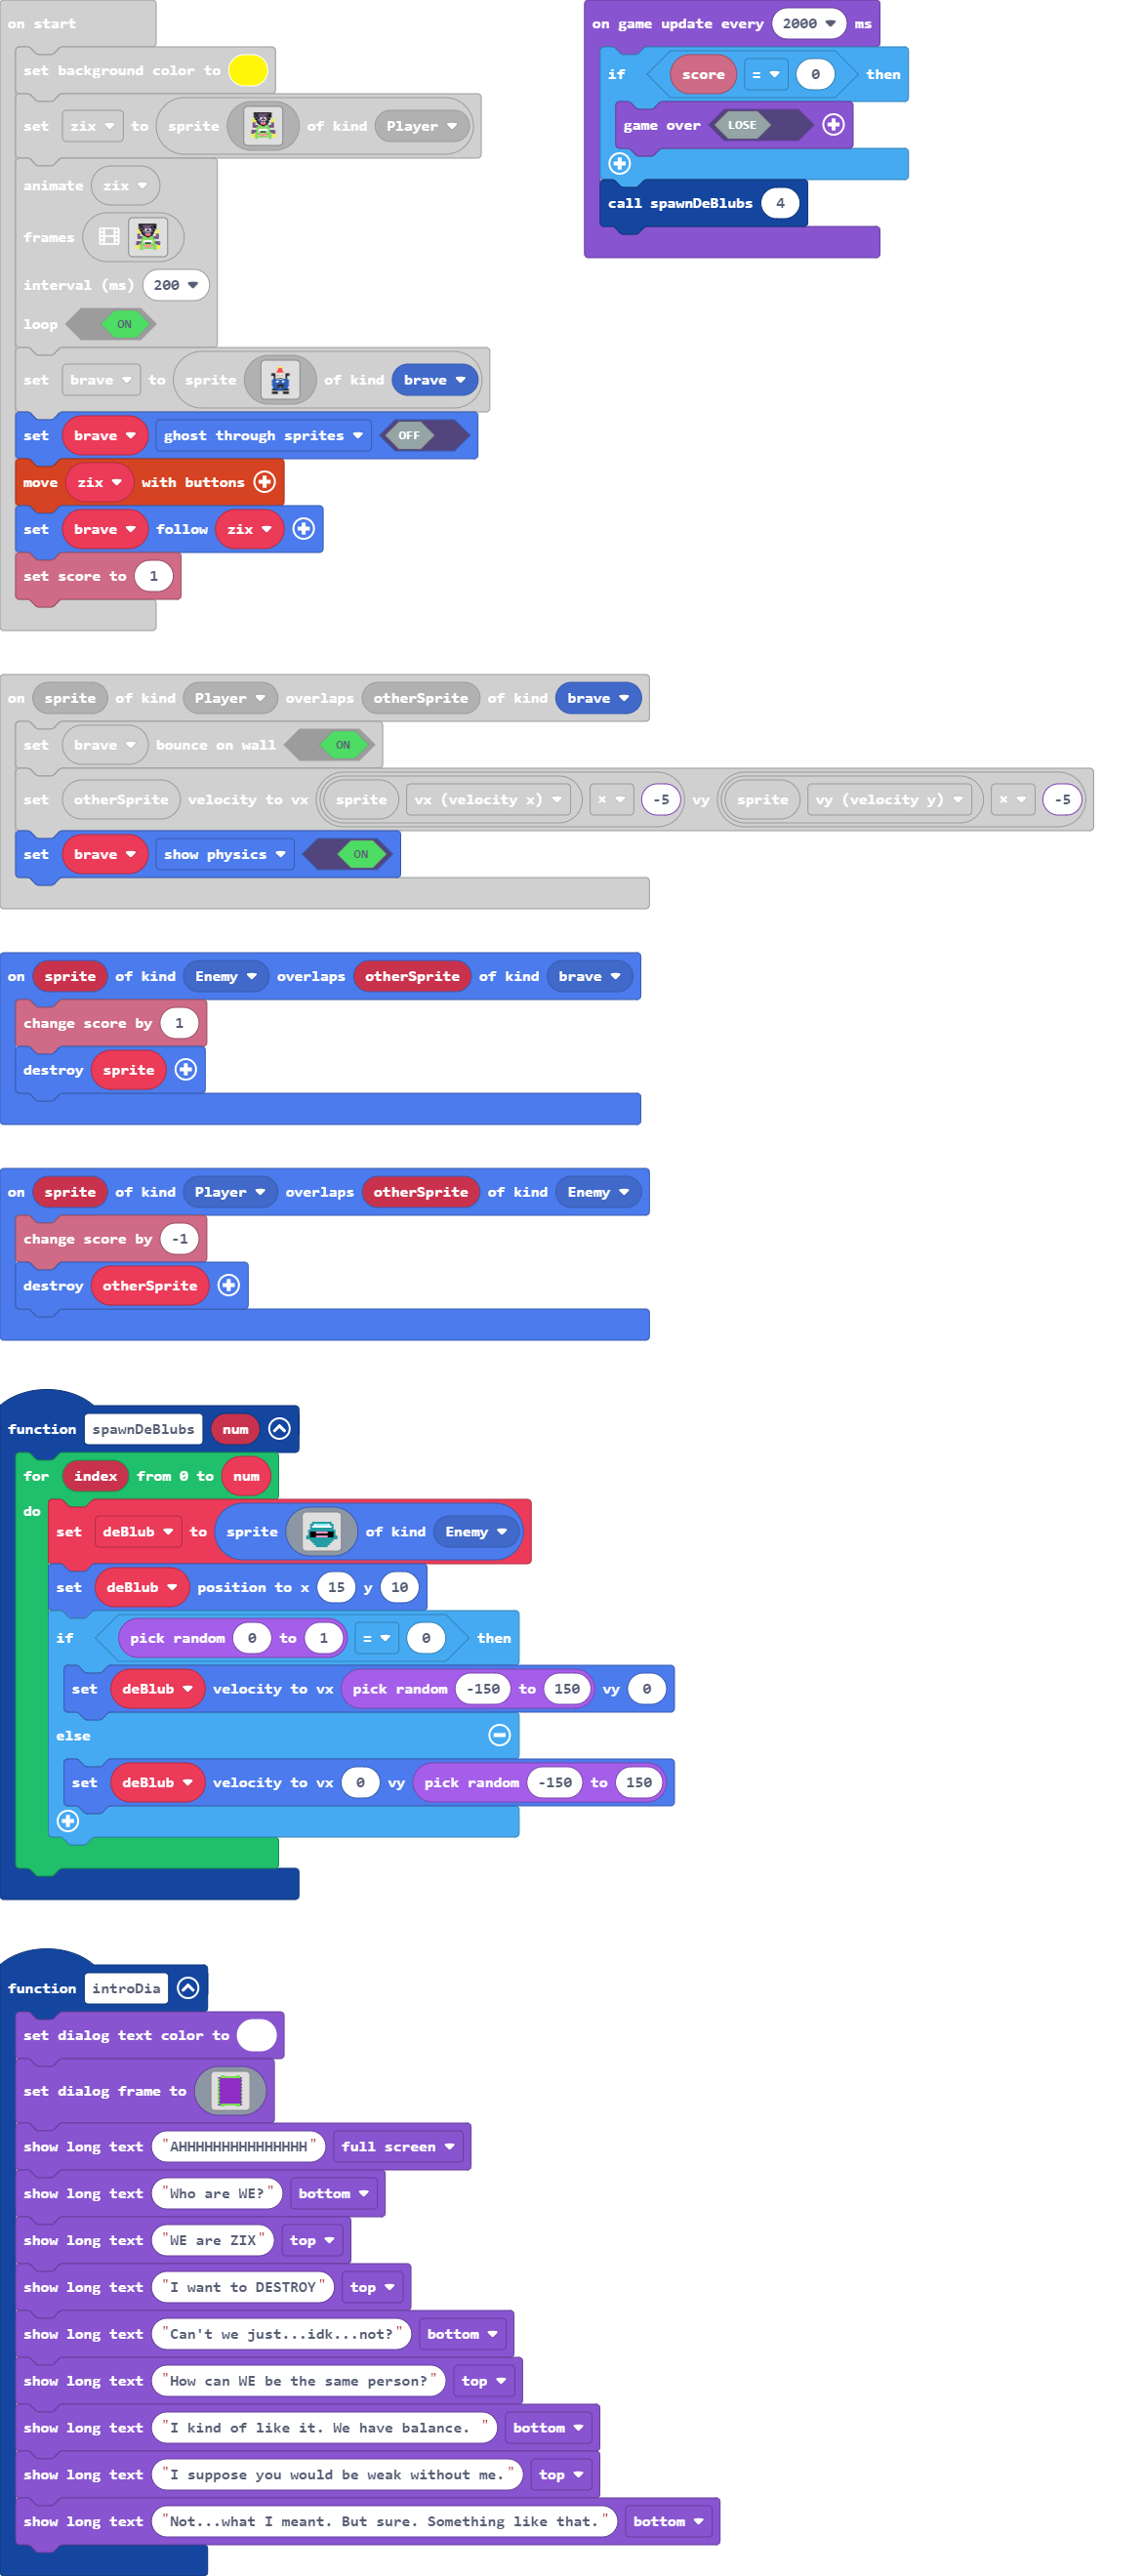 on start
set background color to
set zix to sprite of kind Player
animate zix
frames
interval (ms) 200
loop ON
set brave to sprite of kind brave
set brave ghost through sprites OFF
move zix with buttons
set brave follow zix
set score to 1
on game update every 2000 ms
if score = 0 then
game over LOSE
call spawnDeBlubs 4
on sprite of kind Player overlaps otherSprite of kind brave
set brave bounce on wall ON
set otherSprite velocity to vx sprite vx (velocity x) × -5 vy sprite vy (velocity y) × -5
set brave show physics ON
on sprite of kind Enemy overlaps otherSprite of kind brave
change score by 1
destroy sprite
on sprite of kind Player overlaps otherSprite of kind Enemy
change score by -1
destroy otherSprite
function spawnDeBlubs num
for index from 0 to num
do
set deBlub to sprite of kind Enemy
set deBlub position to x 15 y 10
if pick random 0 to 1 = 0 then
set deBlub velocity to vx pick random -150 to 150 vy 0
else
set deBlub velocity to vx 0 vy pick random -150 to 150
function introDia
set dialog text color to
set dialog frame to
show long text "AHHHHHHHHHHHHHHH" full screen
show long text "Who are WE?" bottom
show long text "WE are ZIX" top
show long text "I want to DESTROY" top
show long text "Can't we just...idk...not?" bottom
show long text "How can WE be the same person?" top
show long text "I kind of like it. We have balance. " bottom
show long text "I suppose you would be weak without me." top
show long text "Not...what I meant. But sure. Something like that." bottom